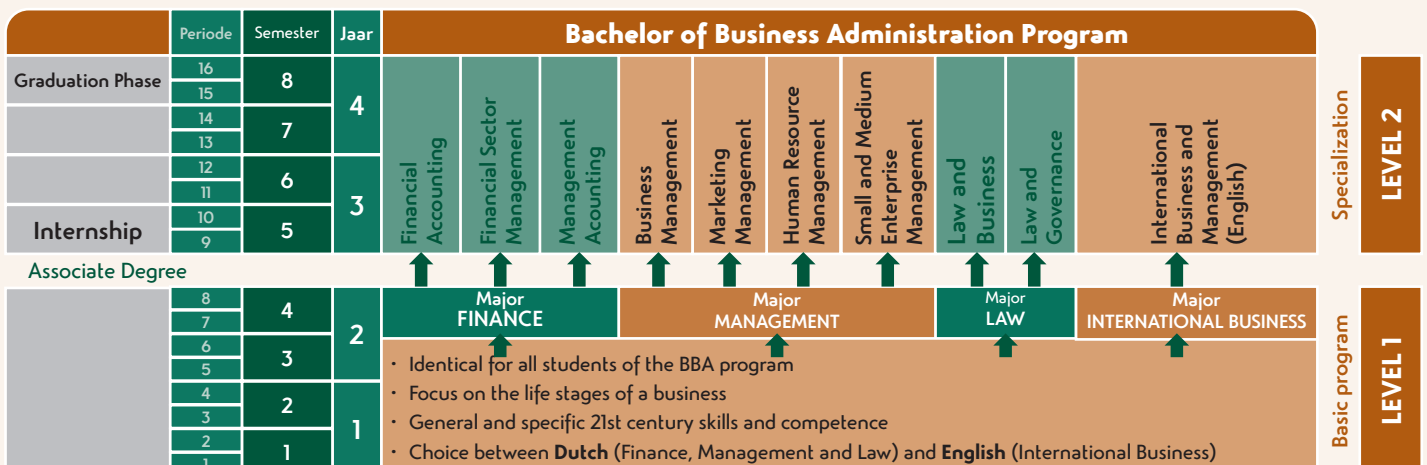 Periode
Semester
Jaar
Bachelor of Business Administration Program
Graduation Phase
16
15
8
4
14
13
7
12
11
6
3
Internship
10
9
5
Financial
Accounting
Financial Sector
Management
Management
Acounting
Business
Management
Marketing
Management
Human Resource
Management
Small and Medium
Enterprise
Management
Law and
Business
Law and
Governance
International
Business and
Management
(English)
Specialization
LEVEL 2
Associate Degree
8
7
4
2
6
5
3
4
3
2
1
2
1
1
Major
FINANCE
Major
MANAGEMENT
Major
LAW
Major
INTERNATIONAL BUSINESS
· Identical for all students of the BBA program
· Focus on the life stages of a business
· General and specific 21st century skills and competence
· Choice between Dutch (Finance, Management and Law) and English (International Business)
Basic program
LEVEL 1